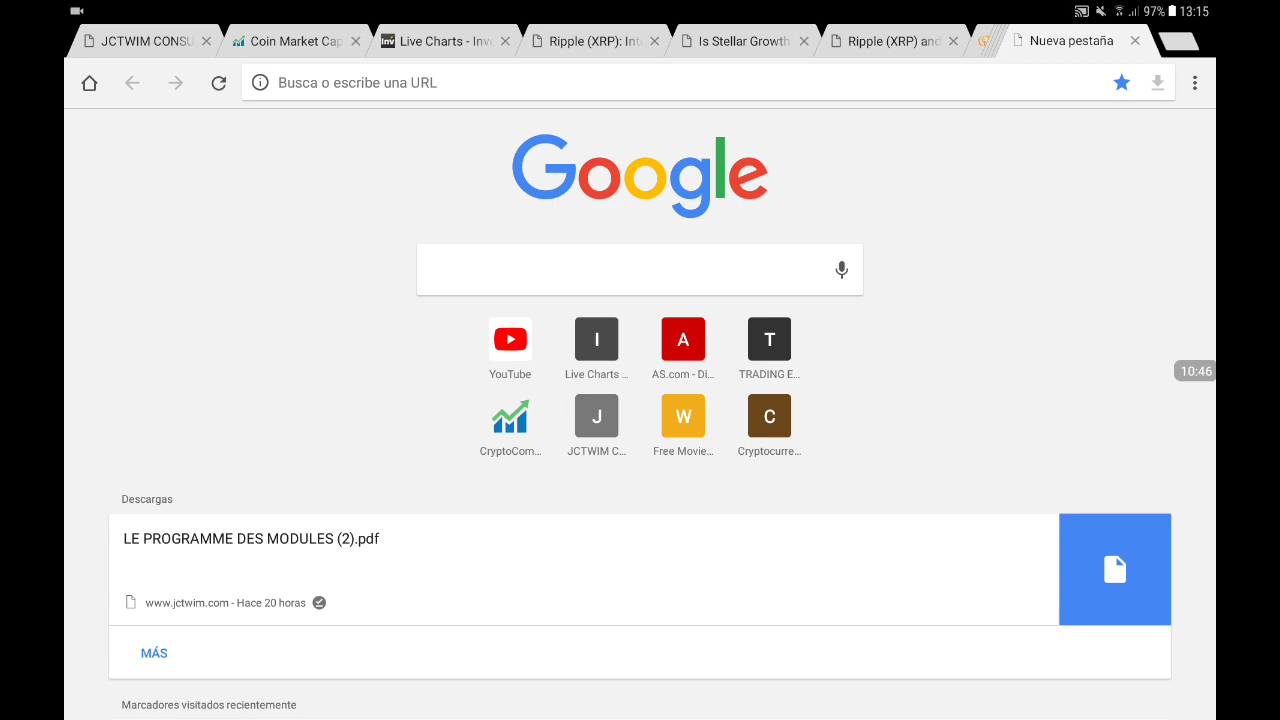 97% 13:15
JCTWIM CONSU
Coin Market Cap
Live Charts - Inve
Ripple (XRP): Inte
Is Stellar Growth
Ripple (XRP) and
Nueva pestaña
Busca o escribe una URL
Google
10:46
I
A
T
YouTube
Live Charts ...
AS.com - Di...
TRADING E...
J
W
C
CryptoCom...
JCTWIM C...
Free Movie...
Cryptocurre...
Descargas
LE PROGRAMME DES MODULES (2).pdf
www.jctwim.com - Hace 20 horas
MÁS
Marcadores visitados recientemente